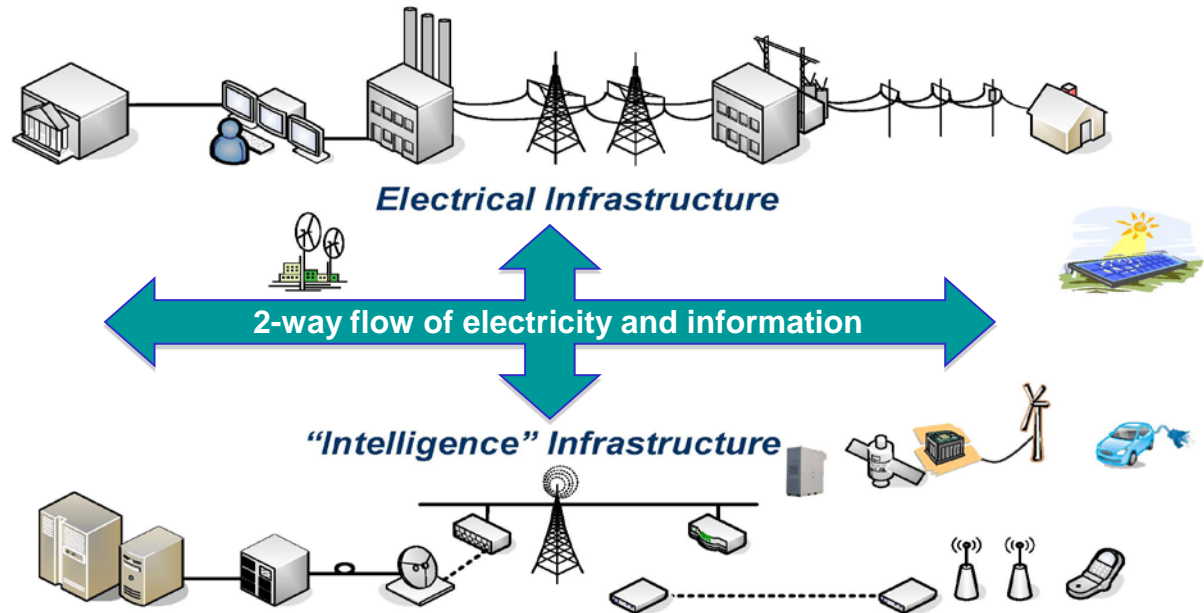 Electrical Infrastructure
2-way flow of electricity and information
“Intelligence” Infrastructure